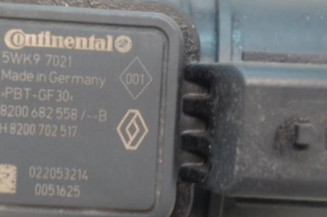 Continental
5WK9 7021
Made in Germany
001
>PBT-GF30<
8200 682 558 /--B
H 8200 702 517
022053214
0051625